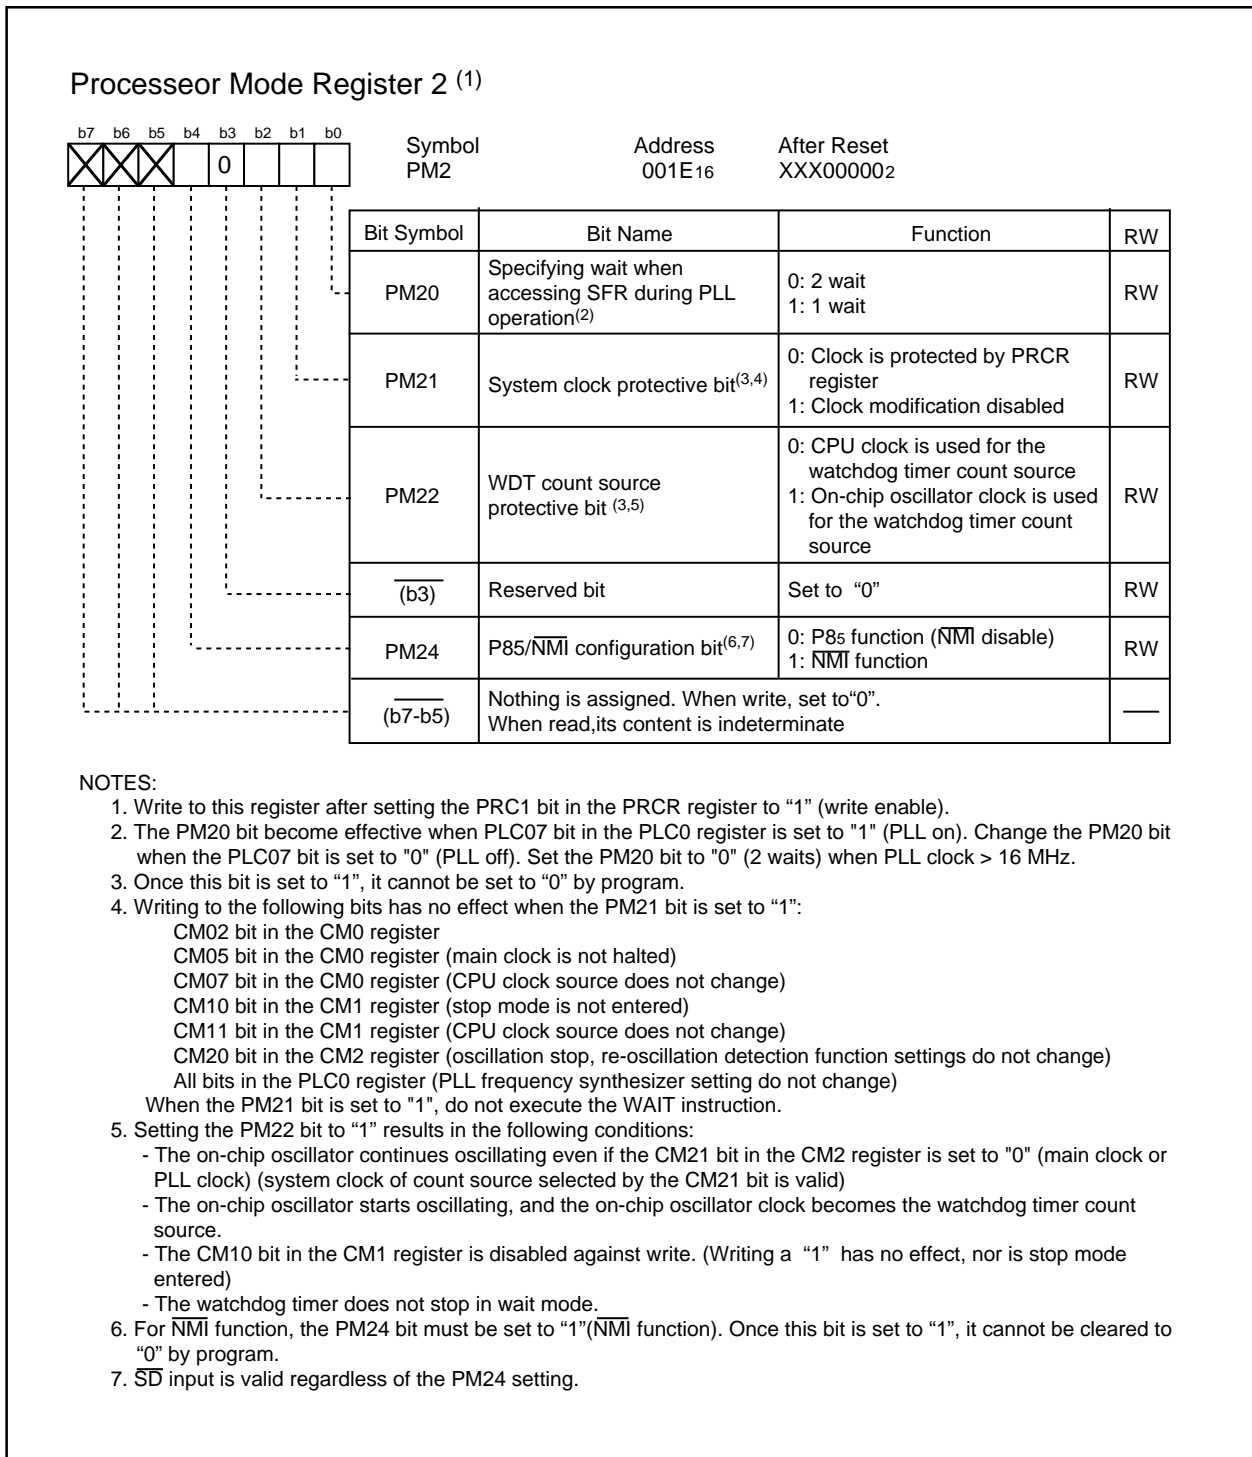 Processeor Mode Register 2 (1)
b7 b6 b5 b4 b3 b2 b1 b0
0
Symbol Address After Reset
PM2 001E16 XXX000002
Bit Symbol Bit Name Function RW
PM20
Specifying wait when
accessing SFR during PLL
operation(2)
0: 2 wait
1: 1 wait
RW
PM21
System clock protective bit(3,4)
0: Clock is protected by PRCR
register
1: Clock modification disabled
RW
PM22
WDT count source
protective bit (3,5)
0: CPU clock is used for the
watchdog timer count source
1: On-chip oscillator clock is used
for the watchdog timer count
source
RW
(b3)
Reserved bit
Set to “0”
RW
PM24
P85/NMI configuration bit(6,7)
0: P85 function (NMI disable)
1: NMI function
RW
(b7-b5)
Nothing is assigned. When write, set to“0”.
When read,its content is indeterminate
NOTES:
1. Write to this register after setting the PRC1 bit in the PRCR register to “1” (write enable).
2. The PM20 bit become effective when PLC07 bit in the PLC0 register is set to "1" (PLL on). Change the PM20 bit
when the PLC07 bit is set to "0" (PLL off). Set the PM20 bit to "0" (2 waits) when PLL clock > 16 MHz.
3. Once this bit is set to “1”, it cannot be set to “0” by program.
4. Writing to the following bits has no effect when the PM21 bit is set to “1”:
CM02 bit in the CM0 register
CM05 bit in the CM0 register (main clock is not halted)
CM07 bit in the CM0 register (CPU clock source does not change)
CM10 bit in the CM1 register (stop mode is not entered)
CM11 bit in the CM1 register (CPU clock source does not change)
CM20 bit in the CM2 register (oscillation stop, re-oscillation detection function settings do not change)
All bits in the PLC0 register (PLL frequency synthesizer setting do not change)
When the PM21 bit is set to "1", do not execute the WAIT instruction.
5. Setting the PM22 bit to “1” results in the following conditions:
- The on-chip oscillator continues oscillating even if the CM21 bit in the CM2 register is set to "0" (main clock or
PLL clock) (system clock of count source selected by the CM21 bit is valid)
- The on-chip oscillator starts oscillating, and the on-chip oscillator clock becomes the watchdog timer count
source.
- The CM10 bit in the CM1 register is disabled against write. (Writing a “1” has no effect, nor is stop mode
entered)
- The watchdog timer does not stop in wait mode.
6. For NMI function, the PM24 bit must be set to “1”(NMI function). Once this bit is set to “1”, it cannot be cleared to
“0” by program.
7. SD input is valid regardless of the PM24 setting.